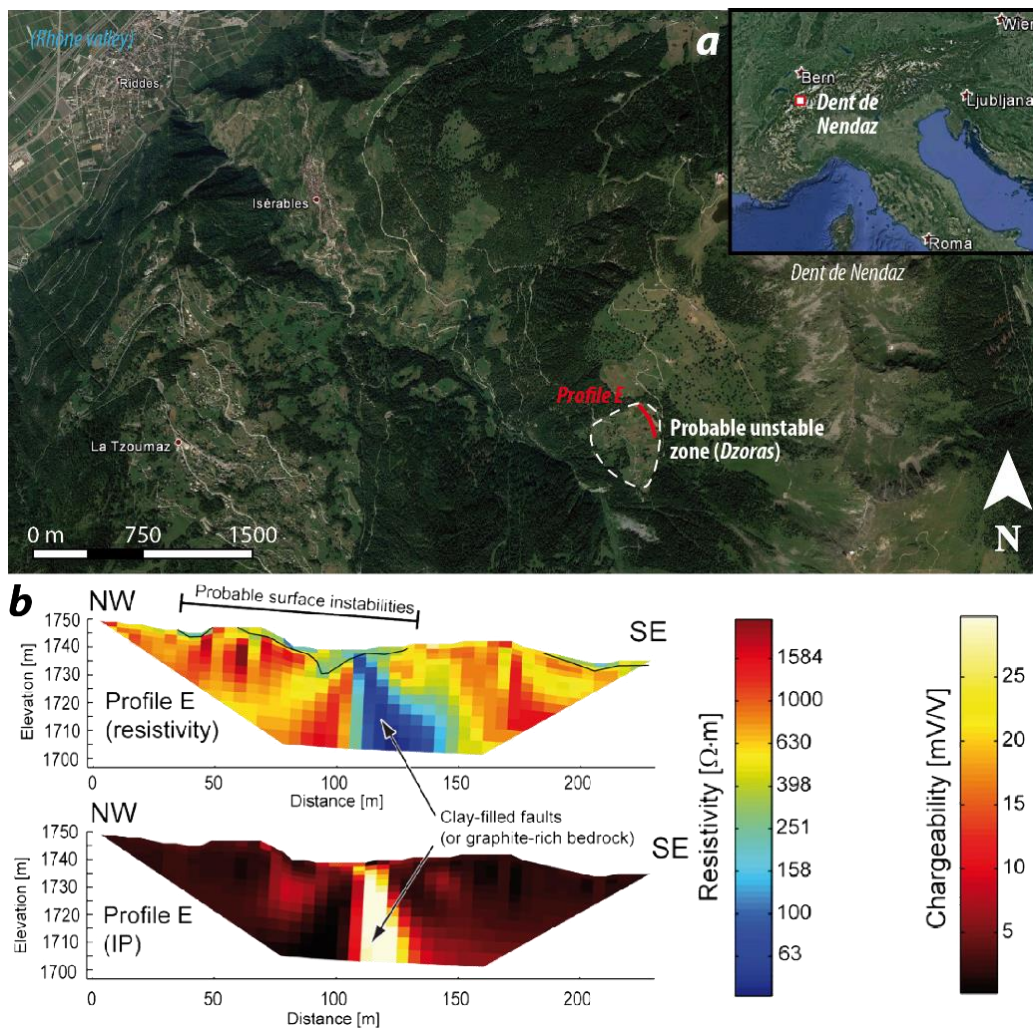 a
(Rhône valley)
Riddes
Isérables
La Tzoumaz
Wien
Bern
Ljubljana
Dent de
Nendaz
Roma
Dent de Nendaz
Profile E
Probable unstable
zone (Dzoras)
0 m 750 1500
N
b
NW
Probable surface instabilities
SE
Elevation [m]
1750
1740
1730
1720
1710
1700
Profile E
(resistivity)
0 50 100 150 200
Distance [m]
Clay-filled faults
(or graphite-rich bedrock)
NW
SE
Elevation [m]
1750
1740
1730
1720
1710
1700
Profile E
(IP)
0 50 100 150 200
Distance [m]
Resistivity [Ω·m]
1584
1000
630
398
251
158
100
63
Chargeability [mV/V]
25
20
15
10
5